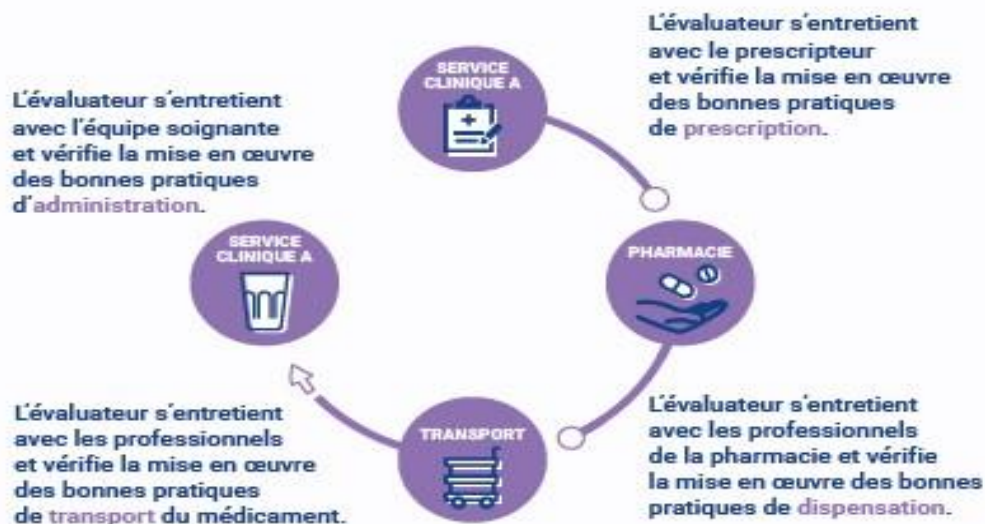 L'évaluateur s'entretient
avec le prescripteur
et vérifie la mise en œuvre
des bonnes pratiques
de prescription.
SERVICE
CLINIQUE A
L'évaluateur s'entretient
avec l'équipe soignante
et vérifie la mise en œuvre
des bonnes pratiques
d'administration.
SERVICE
CLINIQUE A
PHARMACIE
L'évaluateur s'entretient
avec les professionnels
de la pharmacie et vérifie
la mise en œuvre des bonnes
pratiques de dispensation.
TRANSPORT
L'évaluateur s'entretient
avec les professionnels
et vérifie la mise en œuvre
des bonnes pratiques
de transport du médicament.